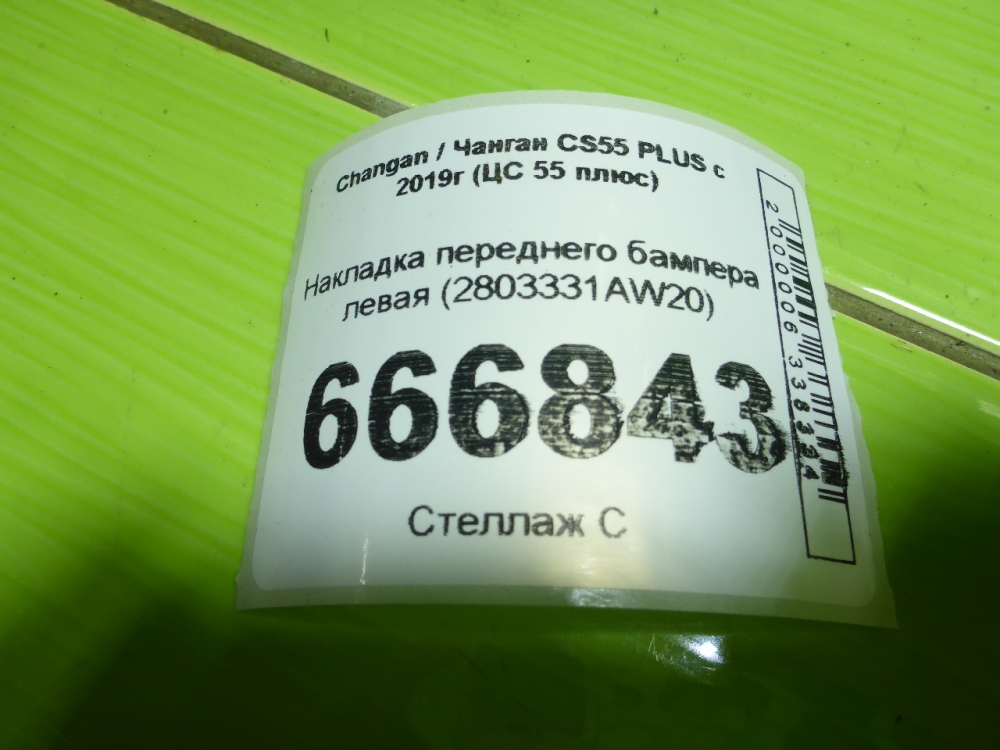 Changan / Чанган CS55 PLUS с
2019г (ЦС 55 плюс)
Накладка переднего бампера
левая (2803331AW20)
666843
Стеллаж С